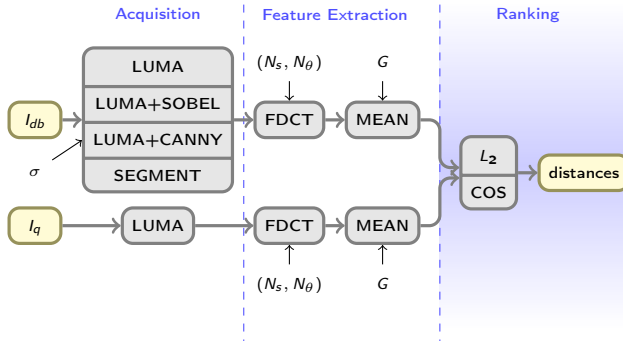 Acquisition
Feature Extraction
Ranking
(N_s, N_θ)
G
LUMA
LUMA+SOBEL
LUMA+CANNY
SEGMENT
I_db
σ
FDCT
MEAN
L_2
COS
distances
I_q
LUMA
FDCT
MEAN
(N_s, N_θ)
G